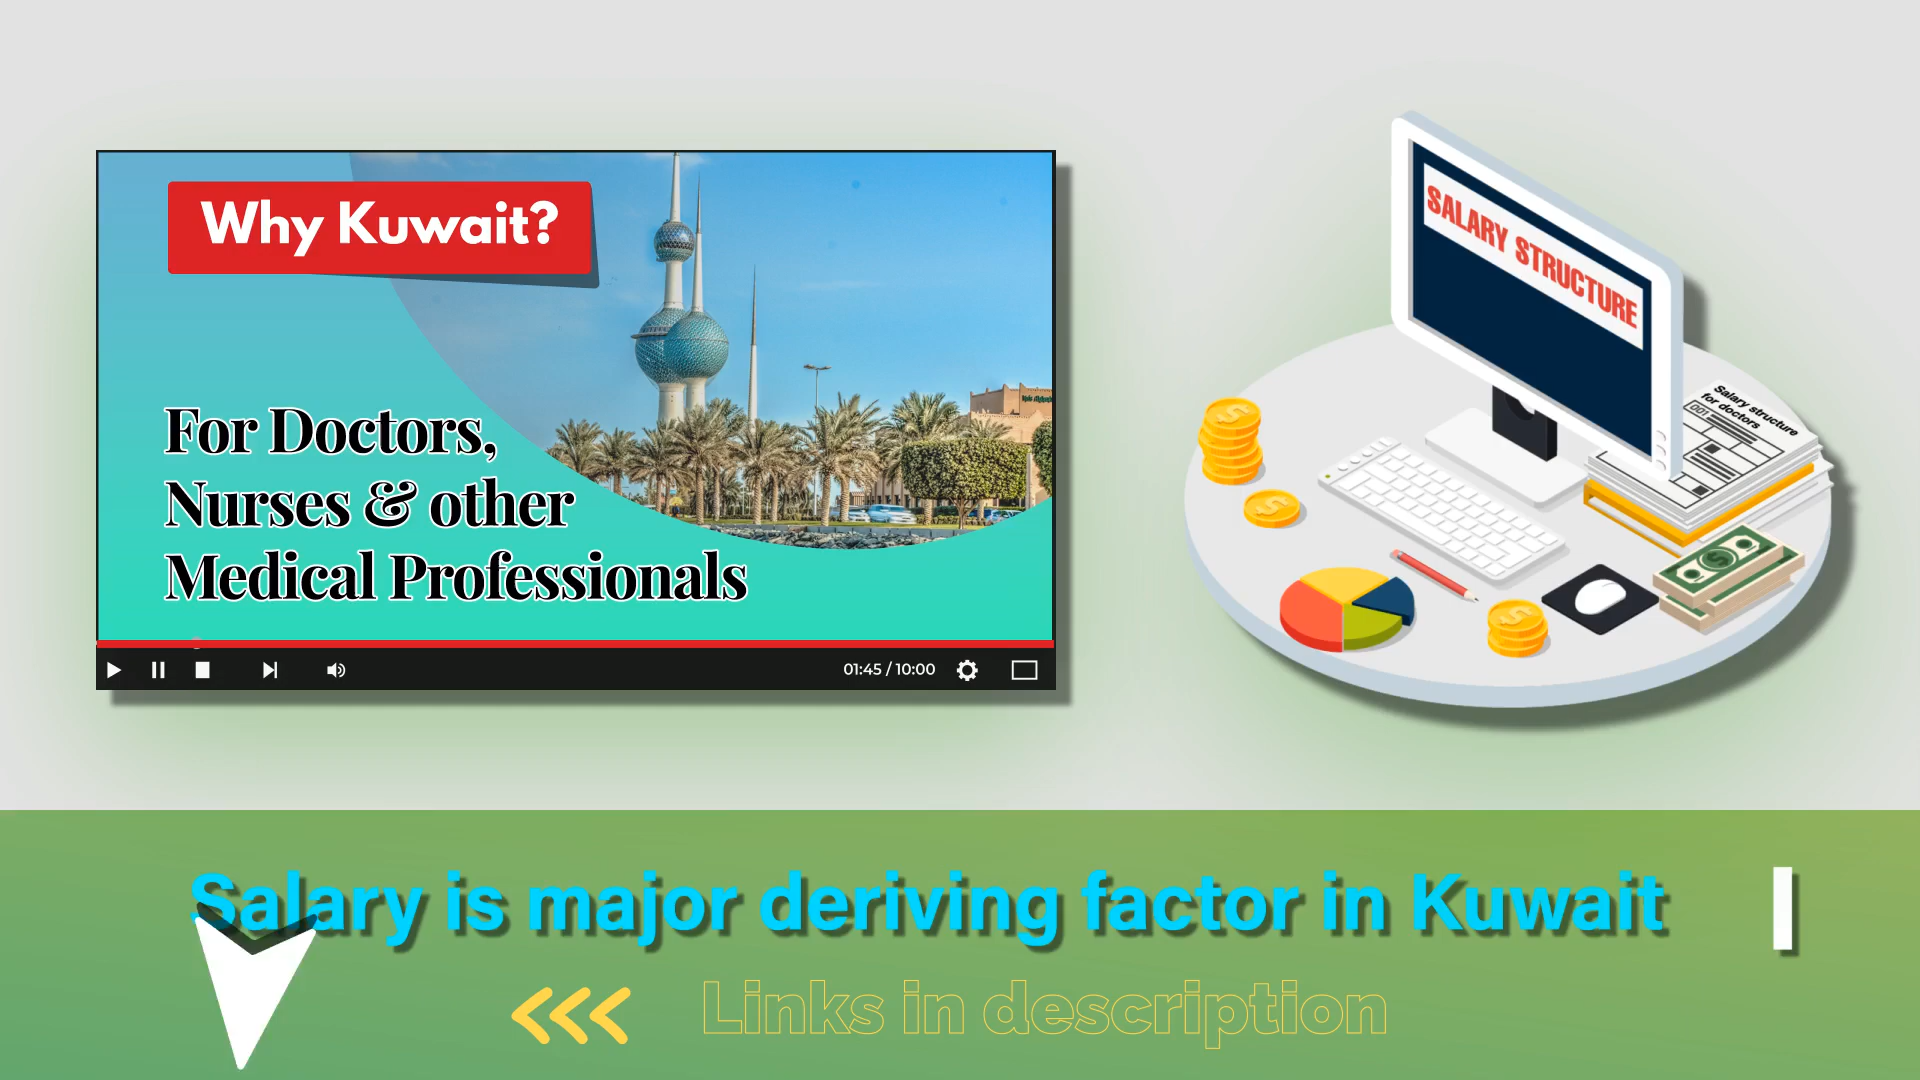 Why Kuwait?
For Doctors,
Nurses & other
Medical Professionals
01:45 / 10:00
SALARY STRUCTURE
Salary structure
for doctors
001
Salary is major deriving factor in Kuwait
Links in description